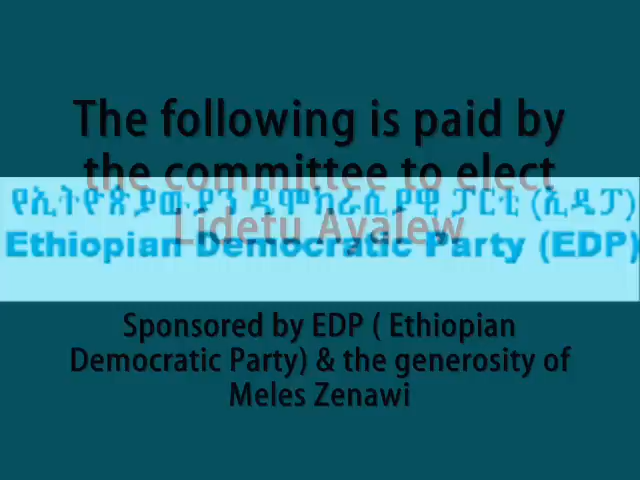 The following is paid by
the committee to elect
Lidetu Ayalew
የኢትዮጵያውያን ዲሞክራሲያዊ ፓርቲ (ኢዴፓ)
Ethiopian Democratic Party (EDP)
Sponsored by EDP ( Ethiopian
Democratic Party) & the generosity of
Meles Zenawi